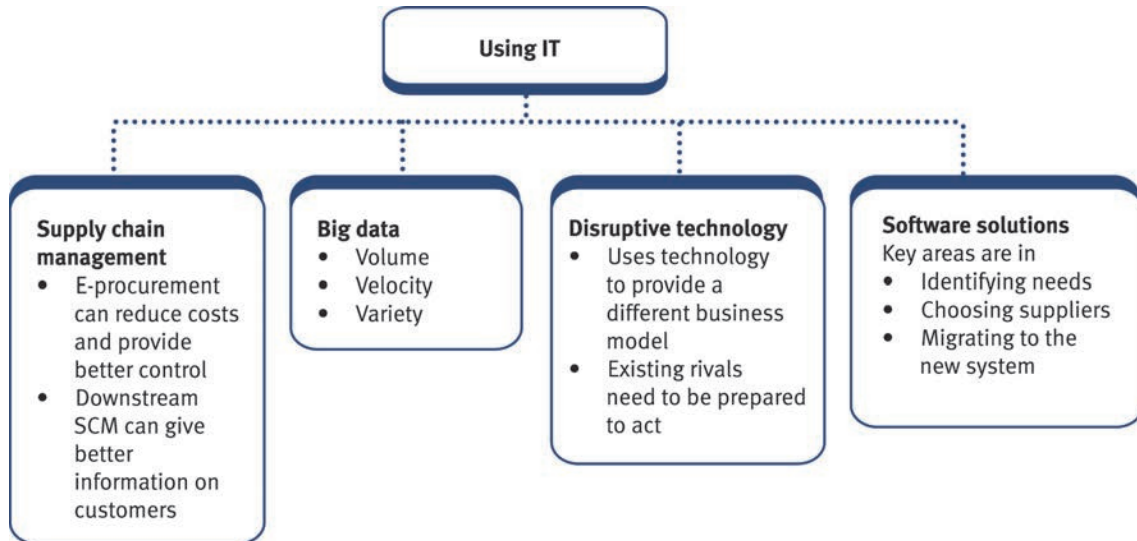 Using IT
Supply chain
management
• E-procurement
can reduce costs
and provide
better control
• Downstream
SCM can give
better
information on
customers
Big data
• Volume
• Velocity
• Variety
Disruptive technology
• Uses technology
to provide a
different business
model
• Existing rivals
need to be prepared
to act
Software solutions
Key areas are in
• Identifying needs
• Choosing suppliers
• Migrating to the
new system